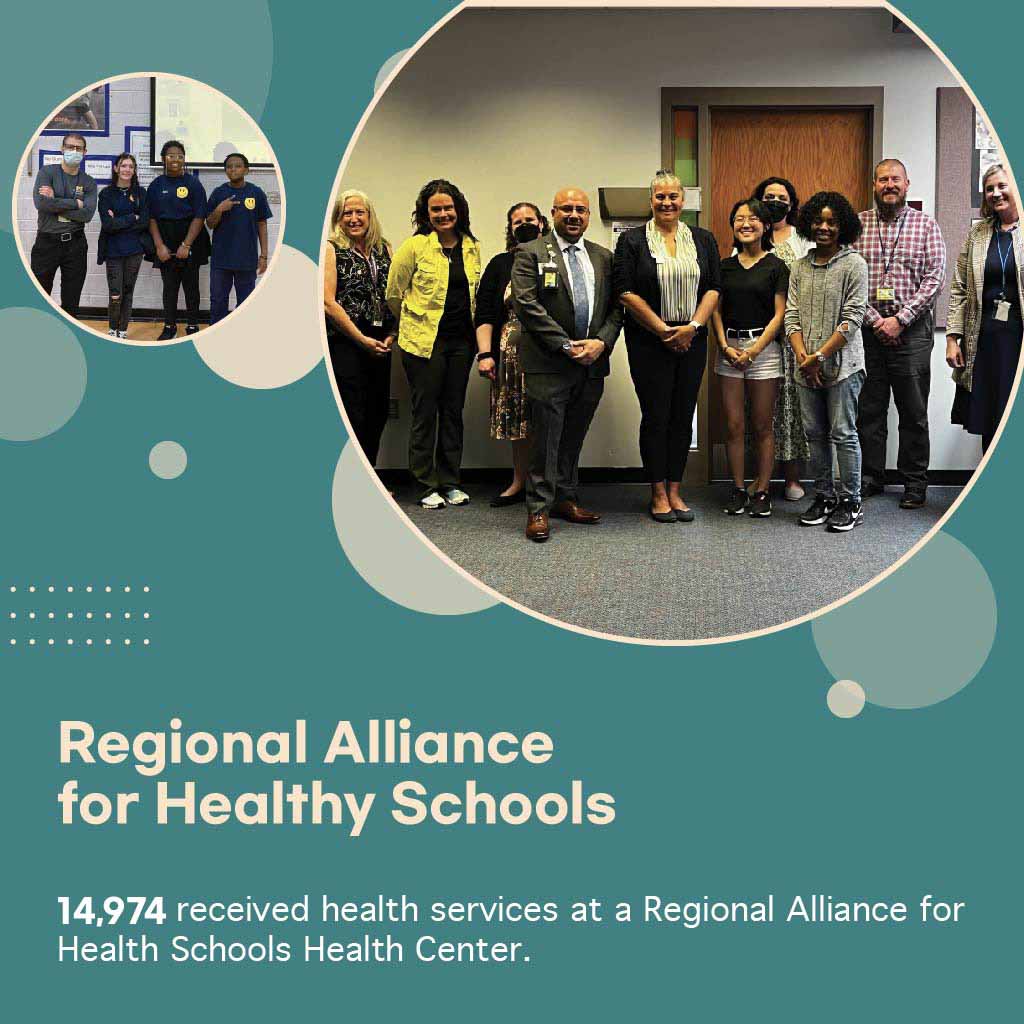 Regional Alliance
for Healthy Schools
14,974 received health services at a Regional Alliance for
Health Schools Health Center.